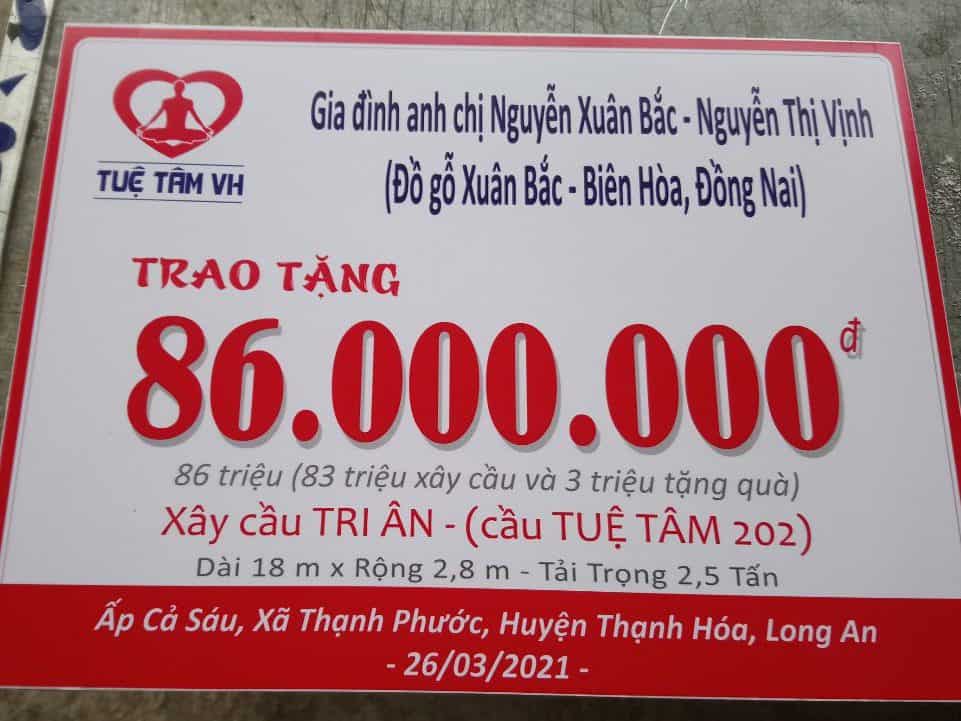 TUỆ TÂM VH
Gia đình anh chị Nguyễn Xuân Bắc - Nguyễn Thị Vịnh
(Đồ gỗ Xuân Bắc - Biên Hòa, Đồng Nai)
TRAO TẶNG
86.000.000đ
86 triệu (83 triệu xây cầu và 3 triệu tặng quà)
Xây cầu TRI ÂN - (cầu TUỆ TÂM 202)
Dài 18 m x Rộng 2,8 m - Tải Trọng 2,5 Tấn
Ấp Cả Sáu, Xã Thạnh Phước, Huyện Thạnh Hóa, Long An
- 26/03/2021 -